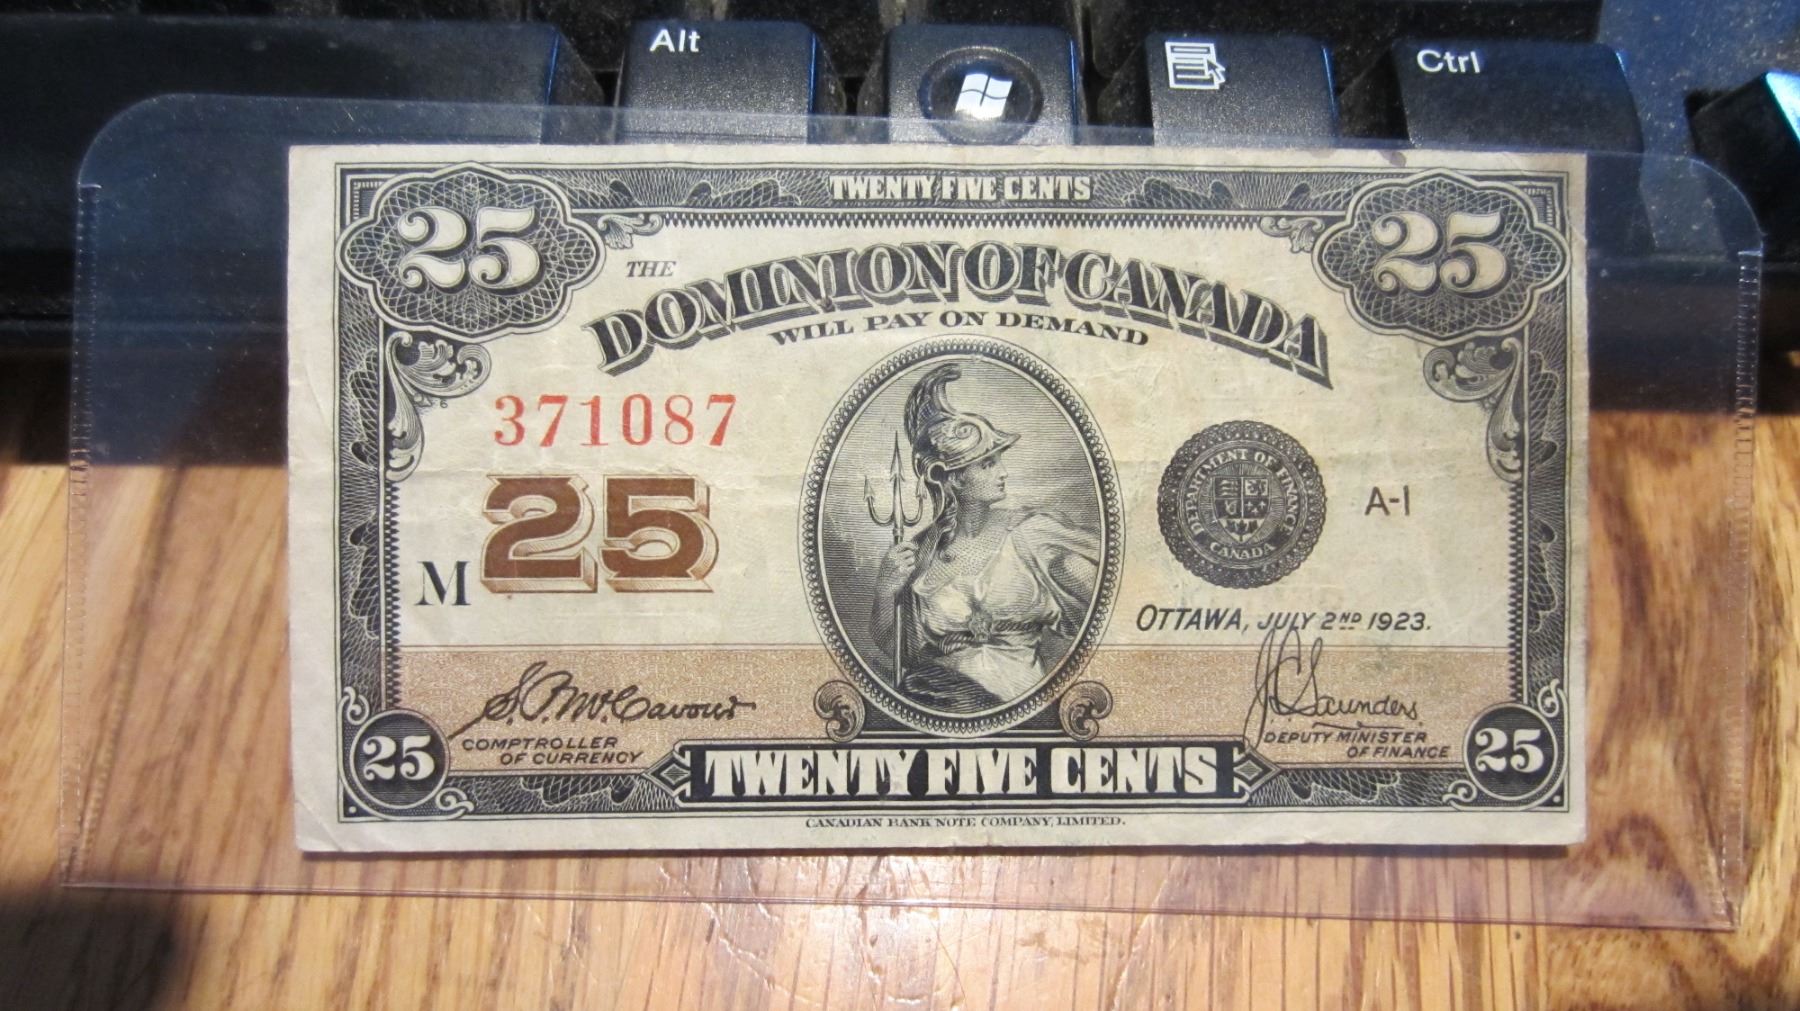 Alt
Ctrl
TWENTY FIVE CENTS
25
25
THE
DOMINION OF CANADA
WILL PAY ON DEMAND
371087
25
M
DEPARTMENT OF FINANCE
CANADA
A-1
OTTAWA, JULY 2ND 1923.
J.C. Saunders
COMPTROLLER
OF CURRENCY
DEPUTY MINISTER
OF FINANCE
25
TWENTY FIVE CENTS
25
CANADIAN BANK NOTE COMPANY, LIMITED.